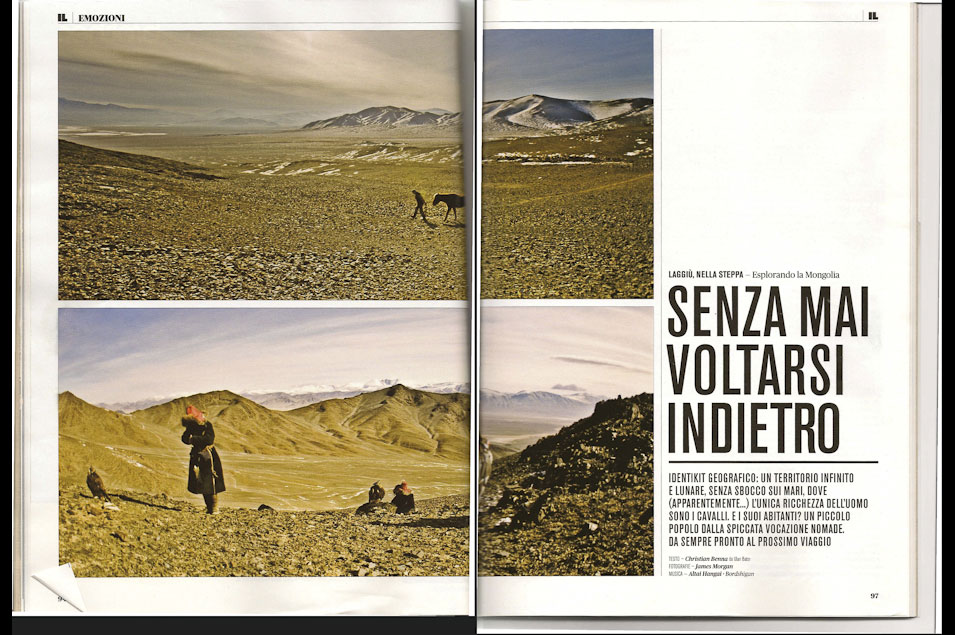 IL EMOZIONI
IL
LAGGIÙ, NELLA STEPPA – Esplorando la Mongolia
SENZA MAI
VOLTARSI
INDIETRO
IDENTIKIT GEOGRAFICO: UN TERRITORIO INFINITO
E LUNARE, SENZA SBOCCO SUI MARI, DOVE
(APPARENTEMENTE...) L'UNICA RICCHEZZA DELL'UOMO
SONO I CAVALLI. E I SUOI ABITANTI? UN PICCOLO
POPOLO DALLA SPICCATA VOCAZIONE NOMADE.
DA SEMPRE PRONTO AL PROSSIMO VIAGGIO
TESTO – Christian Benna
FOTOGRAFIE – James Morgan
MUSICA – Altai Hangai · Bordshigan
97